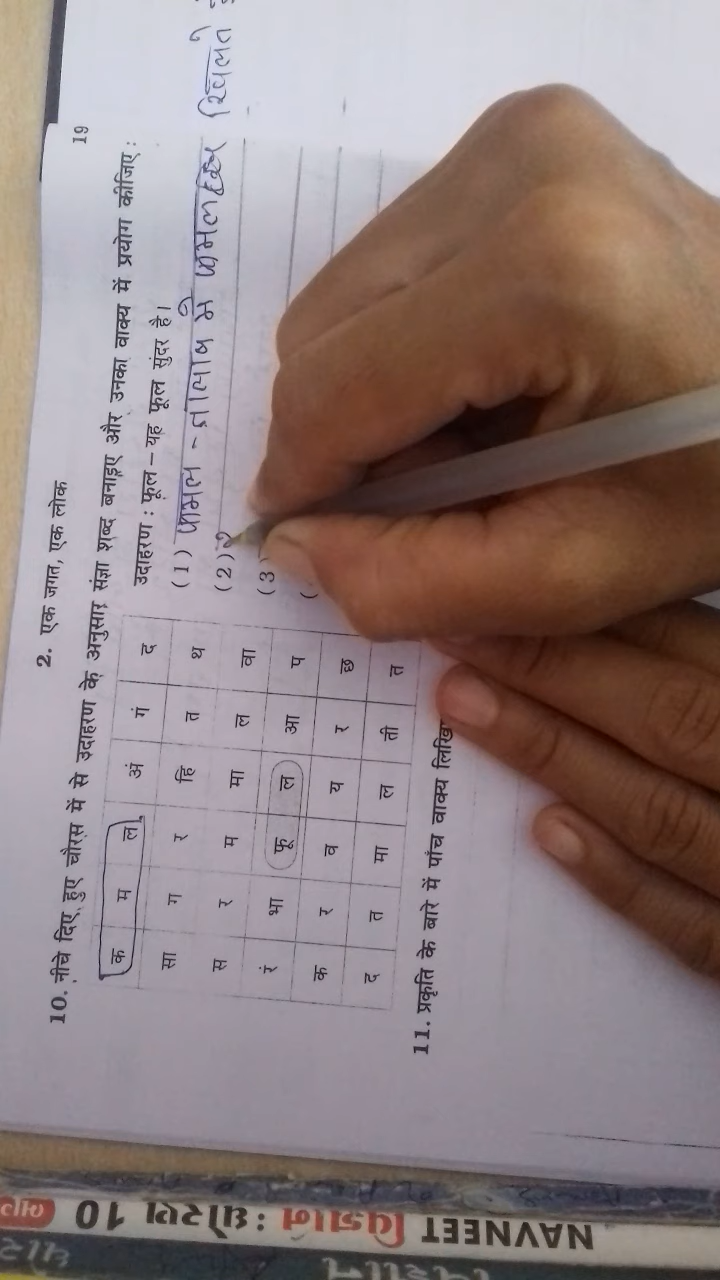 19
2. एक जगत, एक लोक
10. नीचे दिए हुए चौरस में से उदाहरण के अनुसार संज्ञा शब्द बनाइए और उनका वाक्य में प्रयोग कीजिए :
क म ल अं गं द
सा ग र हि त थ
स र म मा ल वा
रं भा फू ल आ प
क र व य र छ
द त मा ल ती त
उदाहरण : फूल – यह फूल सुंदर है।
(1) कमल - तालाब में कमल खिलते
(2)
(3)
(
11. प्रकृति के बारे में पाँच वाक्य
NAVNEET વિજ્ઞાન : ધોરણ 10